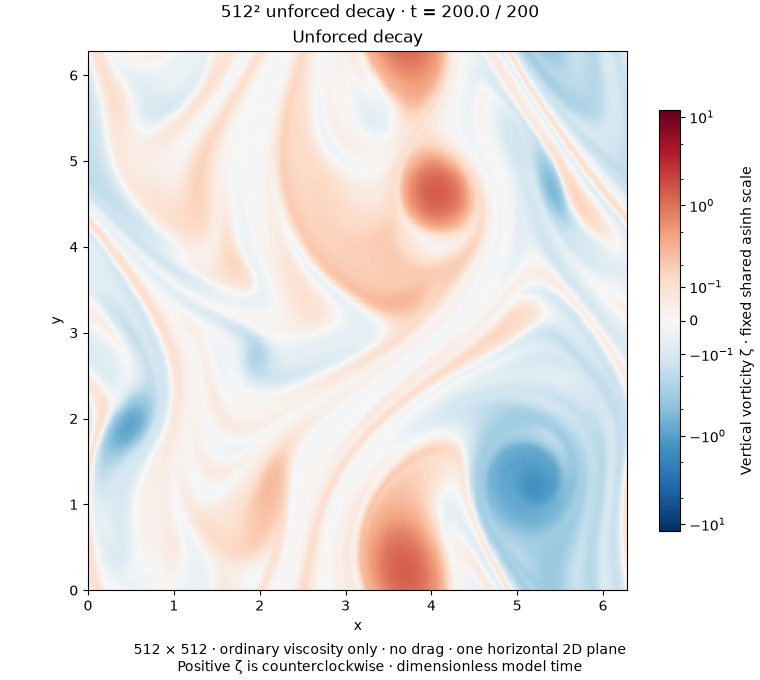 512² unforced decay · t = 200.0 / 200
Unforced decay
6
5
4
3
2
1
0
y
0 1 2 3 4 5 6
x
10¹
10⁰
10⁻¹
0
−10⁻¹
−10⁰
−10¹
Vertical vorticity ζ · fixed shared asinh scale
512 × 512 · ordinary viscosity only · no drag · one horizontal 2D plane
Positive ζ is counterclockwise · dimensionless model time